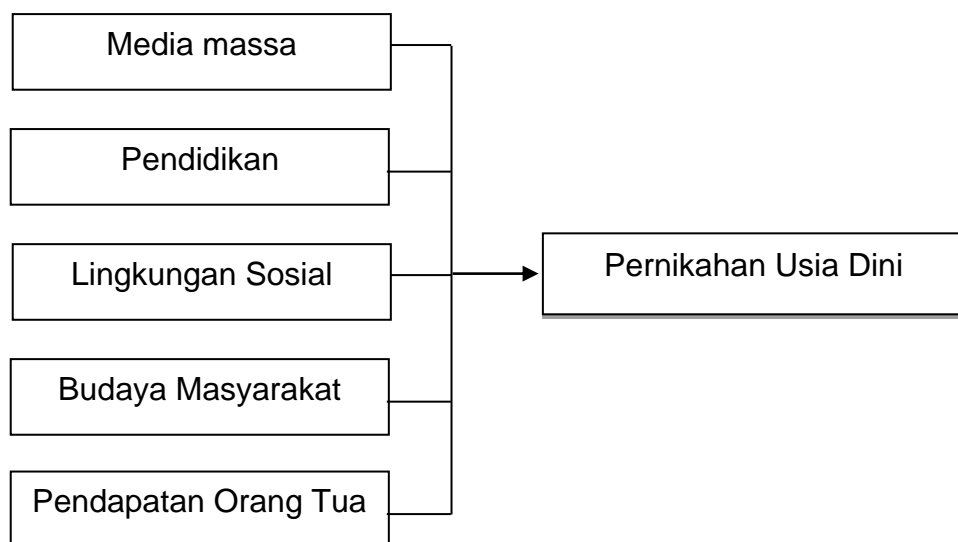 Media massa
Pendidikan
Lingkungan Sosial
Pernikahan Usia Dini
Budaya Masyarakat
Pendapatan Orang Tua